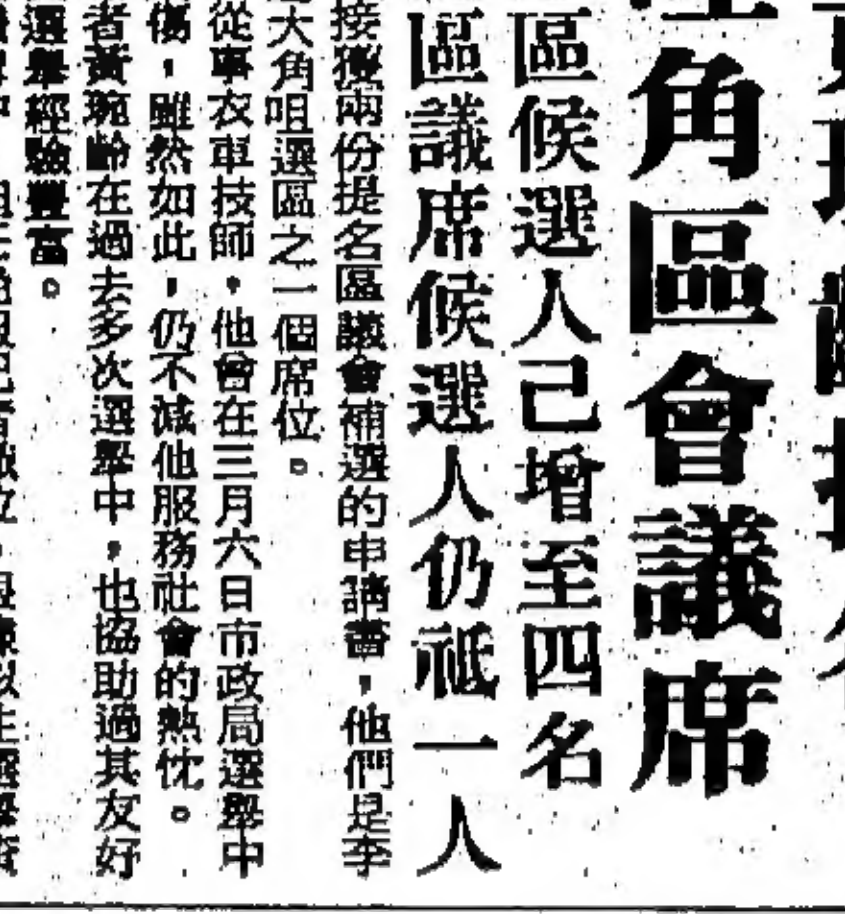 角區會議席
區候選人己增至四名
區議席候選人仍祗一人
接獲兩份提名區議會補選的申請書，他們是李
大角咀選區之一個席位。
從事衣車技師，他曾在三月六日市政局選舉中
傷，雖然如此，仍不減他服務社會的熱忱。
者黃琬齡在過去多次選舉中，也協助過其友好
選舉經驗豐富。